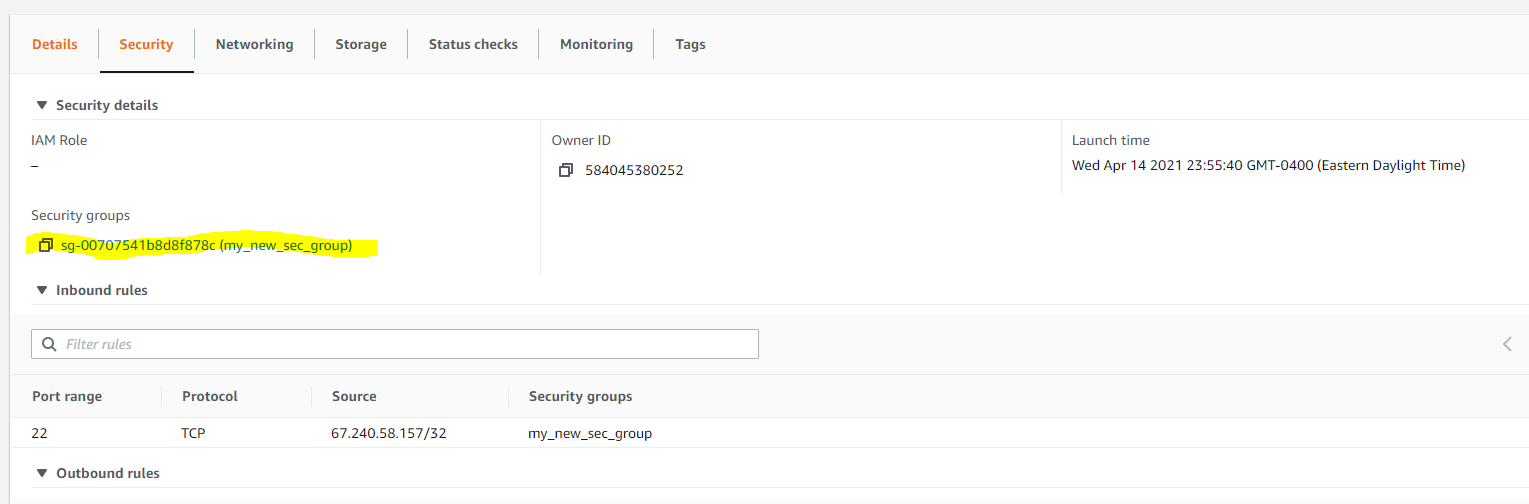 Details Security Networking Storage Status checks Monitoring Tags
Security details
IAM Role Owner ID Launch time
– 584045380252 Wed Apr 14 2021 23:55:40 GMT-0400 (Eastern Daylight Time)
Security groups
sg-00707541b8d8f878c (my_new_sec_group)
Inbound rules
Filter rules
Port range Protocol Source Security groups
22 TCP 67.240.58.157/32 my_new_sec_group
Outbound rules